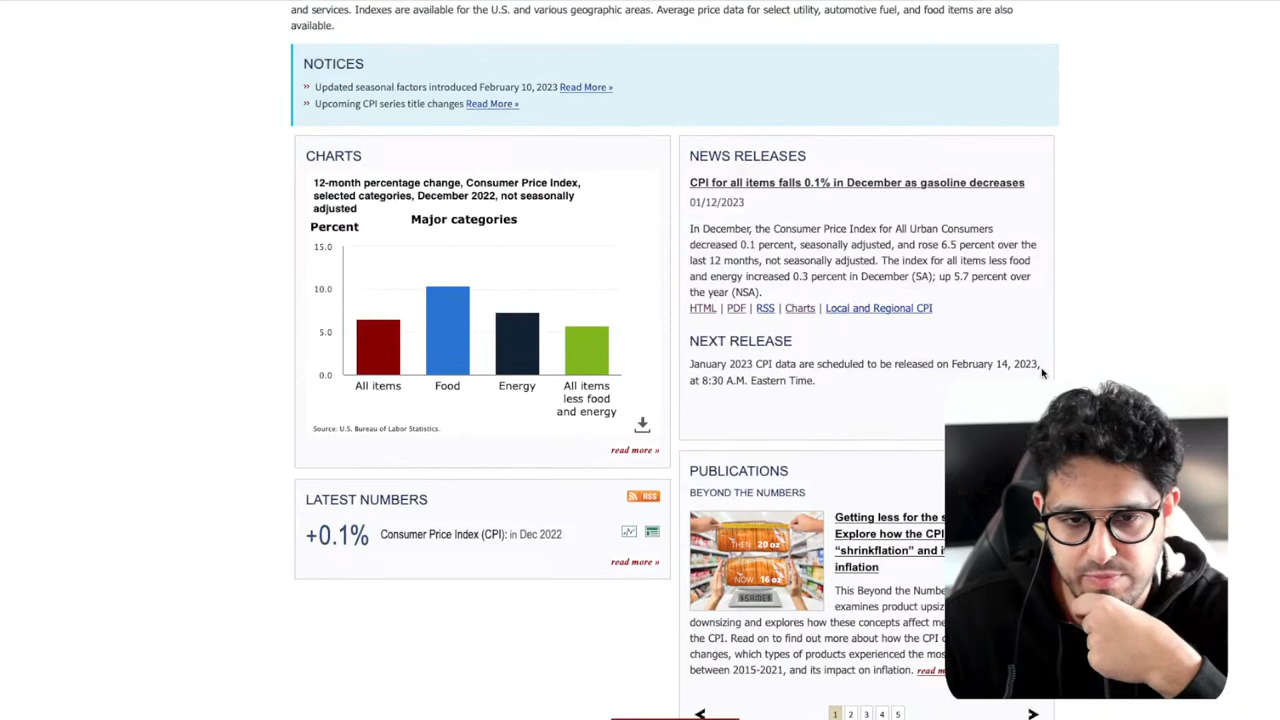 and services. Indexes are available for the U.S. and various geographic areas. Average price data for select utility, automotive fuel, and food items are also
available.
NOTICES
» Updated seasonal factors introduced February 10, 2023 Read More »
» Upcoming CPI series title changes Read More »
CHARTS
12-month percentage change, Consumer Price Index,
selected categories, December 2022, not seasonally
adjusted
Major categories
Percent
15.0
10.0
5.0
0.0
All items
Food
Energy
All items
less food
and energy
Source: U.S. Bureau of Labor Statistics.
read more »
LATEST NUMBERS
RSS
+0.1% Consumer Price Index (CPI): in Dec 2022
read more »
NEWS RELEASES
CPI for all items falls 0.1% in December as gasoline decreases
01/12/2023
In December, the Consumer Price Index for All Urban Consumers
decreased 0.1 percent, seasonally adjusted, and rose 6.5 percent over the
last 12 months, not seasonally adjusted. The index for all items less food
and energy increased 0.3 percent in December (SA); up 5.7 percent over
the year (NSA).
HTML | PDF | RSS | Charts | Local and Regional CPI
NEXT RELEASE
January 2023 CPI data are scheduled to be released on February 14, 2023,
at 8:30 A.M. Eastern Time.
PUBLICATIONS
BEYOND THE NUMBERS
THEN 20 oz
NOW 16 oz
Getting less for the s
Explore how the CPI
"shrinkflation" and i
inflation
This Beyond the Numbe
examines product upsiz
downsizing and explores how these concepts affect me
the CPI. Read on to find out more about how the CPI
changes, which types of products experienced the mos
between 2015-2021, and its impact on inflation. read m
1 2 3 4 5